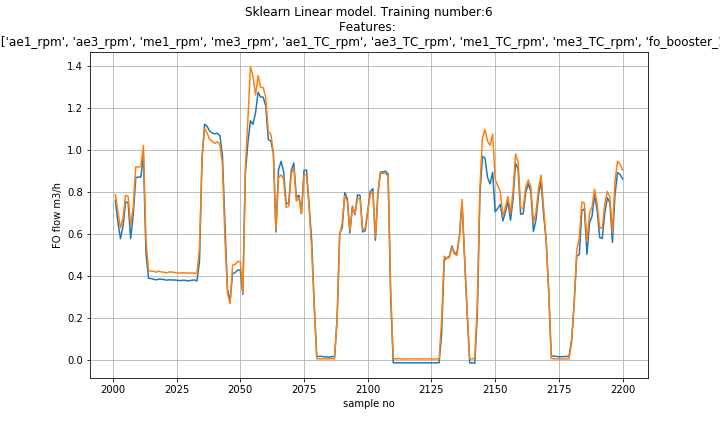 Sklearn Linear model. Training number:6
Features:
['ae1_rpm', 'ae3_rpm', 'me1_rpm', 'me3_rpm', 'ae1_TC_rpm', 'ae3_TC_rpm', 'me1_TC_rpm', 'me3_TC_rpm', 'fo_booster_
1.4
1.2
1.0
0.8
0.6
0.4
0.2
0.0
FO flow m3/h
2000 2025 2050 2075 2100 2125 2150 2175 2200
sample no